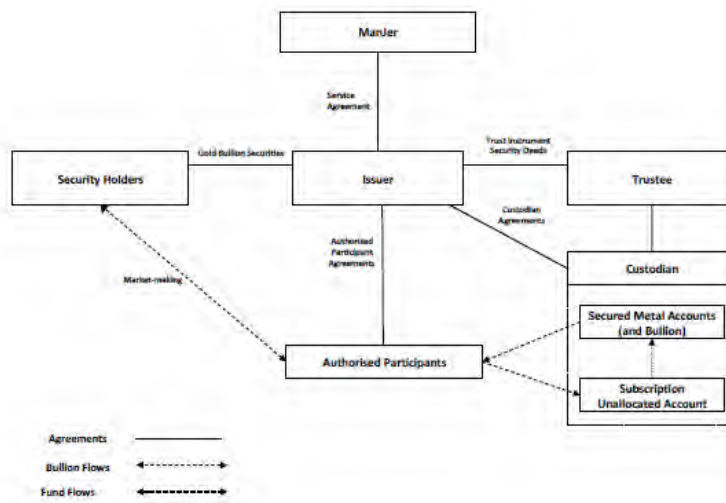 ManJer
Service
Agreement
Gold Bullion Securities
Trust Instrument
Security Deeds
Security Holders
Issuer
Trustee
Custodian
Agreements
Authorised
Participant
Agreements
Custodian
Market-making
Secured Metal Accounts
(and Bullion)
Authorised Participants
Subscription
Unallocated Account
Agreements
Bullion Flows
Fund Flows